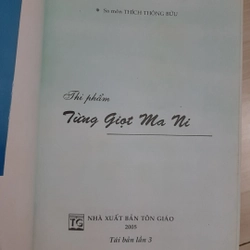 Sa môn THÍCH THÔNG BỬU
Thi phẩm
Từng Giọt Ma Ni
TG
NHÀ XUẤT BẢN TÔN GIÁO
2005
Tái bản lần 3